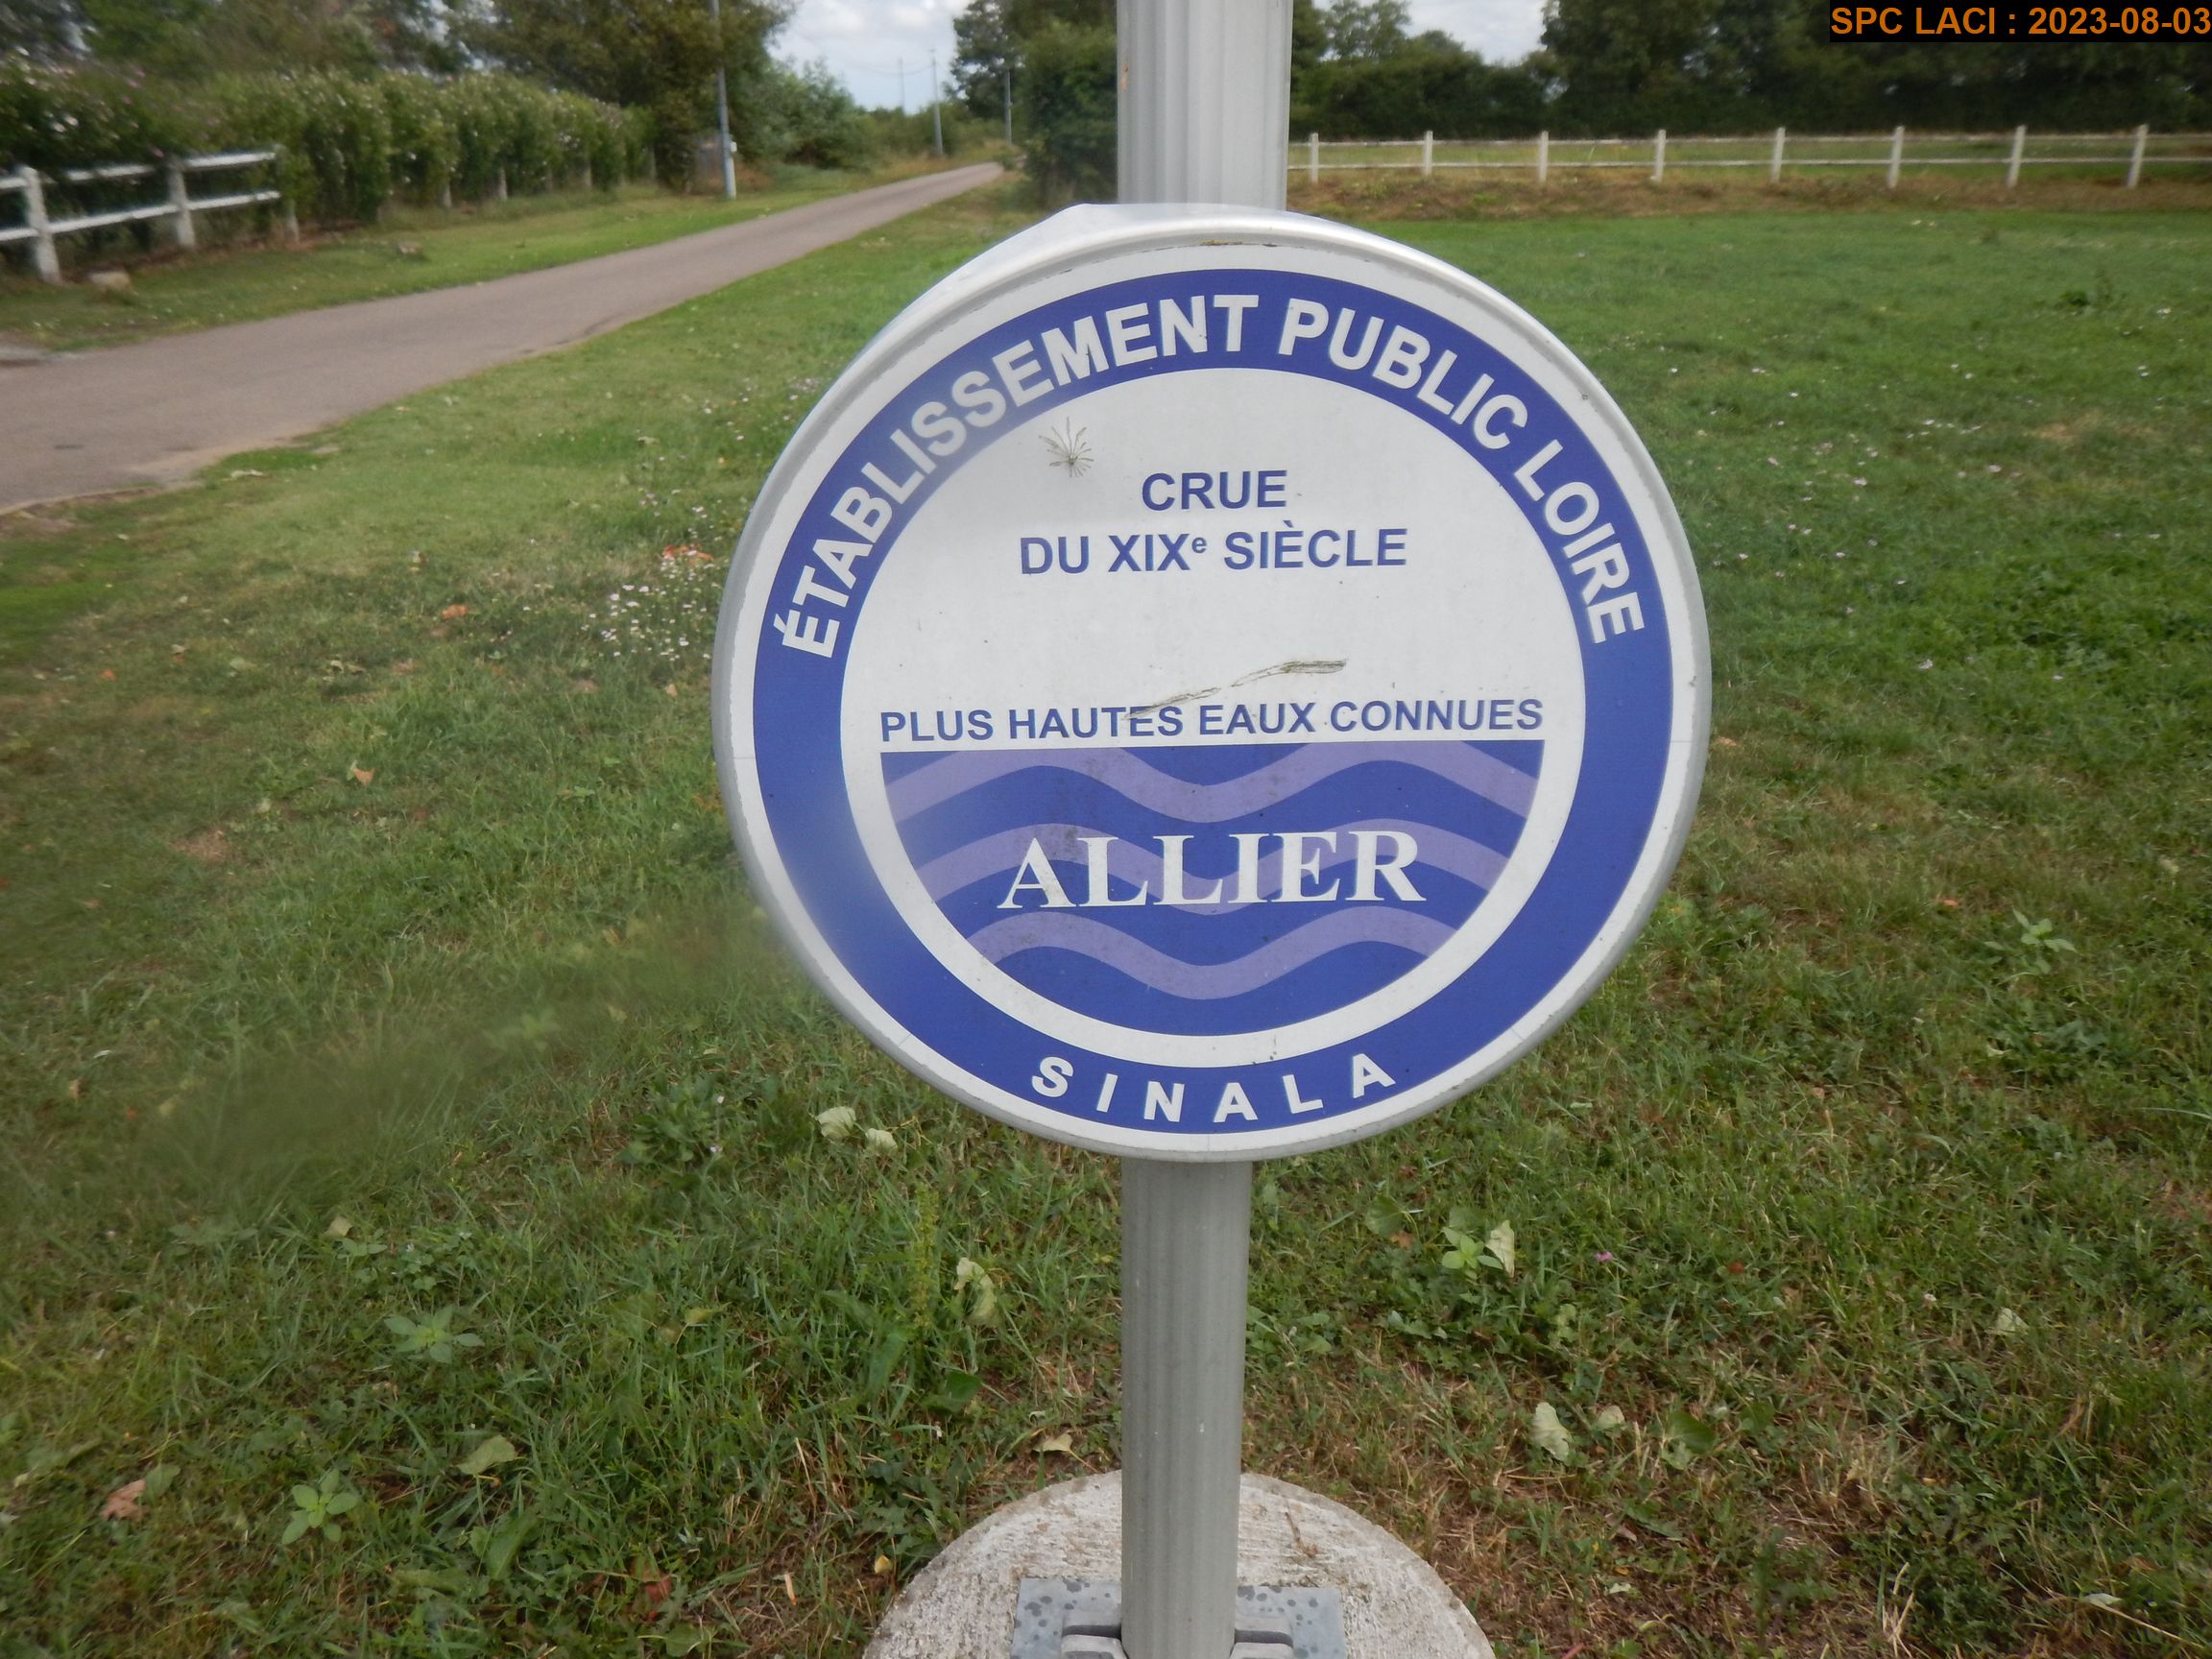 SPC LACI : 2023-08-03
ÉTABLISSEMENT PUBLIC LOIRE
CRUE
DU XIXe SIÈCLE
PLUS HAUTES EAUX CONNUES
ALLIER
SINALA